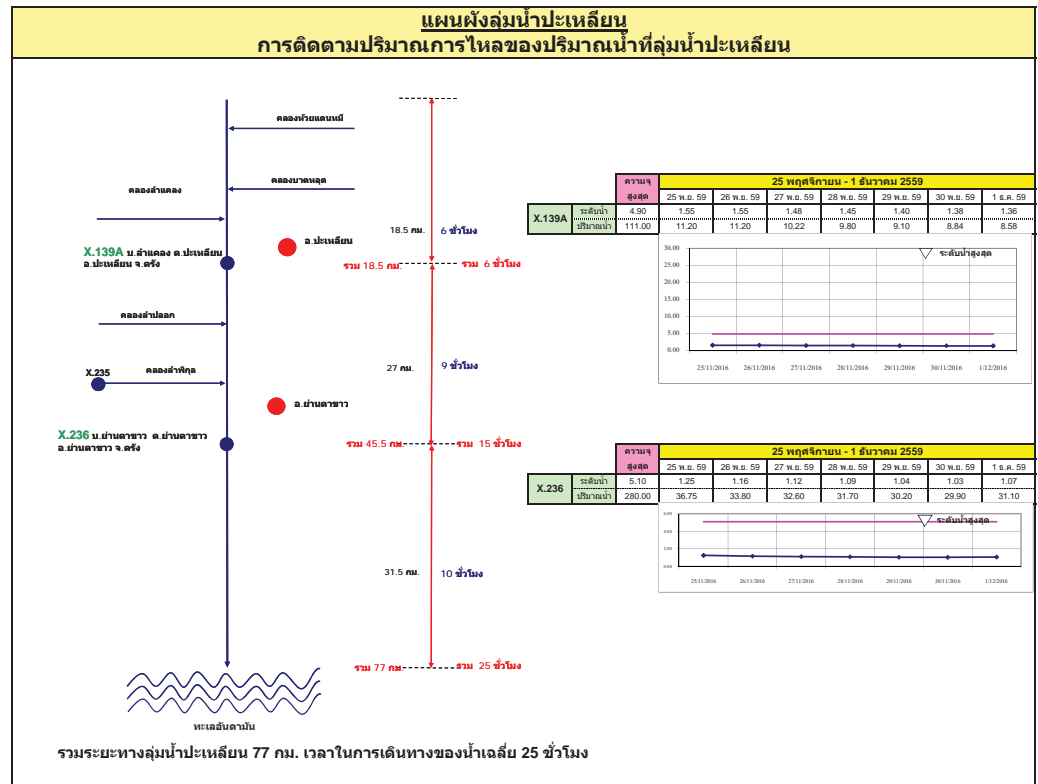 แผนผังลุ่มน้ำปะเหลียน
การติดตามปริมาณการไหลของปริมาณน้ำที่ลุ่มน้ำปะเหลียน
คลองห้วยแดนหมี
คลองบาดหลุด
คลองลำแคลง
18.5 กม.
6 ชั่วโมง
อ.ปะเหลียน
X.139A บ.ลำแคลง ต.ปะเหลียน
อ.ปะเหลียน จ.ตรัง
รวม 18.5 กม.
รวม 6 ชั่วโมง
คลองลำปลอก
27 กม.
9 ชั่วโมง
X.235
คลองลำพิกุล
อ.ย่านตาขาว
X.236 บ.ย่านตาขาว ต.ย่านตาขาว
อ.ย่านตาขาว จ.ตรัง
รวม 45.5 กม.
รวม 15 ชั่วโมง
31.5 กม.
10 ชั่วโมง
รวม 77 กม.
รวม 25 ชั่วโมง
ทะเลอันดามัน
รวมระยะทางลุ่มน้ำปะเหลียน 77 กม. เวลาในการเดินทางของน้ำเฉลี่ย 25 ชั่วโมง
ความจุ 25 พฤศจิกายน - 1 ธันวาคม 2559
สูงสุด 25 พ.ย. 59 26 พ.ย. 59 27 พ.ย. 59 28 พ.ย. 59 29 พ.ย. 59 30 พ.ย. 59 1 ธ.ค. 59
X.139A
ระดับน้ำ 4.90 1.55 1.55 1.48 1.45 1.40 1.38 1.36
ปริมาณน้ำ 111.00 11.20 11.20 10.22 9.80 9.10 8.84 8.58
ระดับน้ำสูงสุด
30.00
25.00
20.00
15.00
10.00
5.00
0.00
25/11/2016 26/11/2016 27/11/2016 28/11/2016 29/11/2016 30/11/2016 1/12/2016
ความจุ 25 พฤศจิกายน - 1 ธันวาคม 2559
สูงสุด 25 พ.ย. 59 26 พ.ย. 59 27 พ.ย. 59 28 พ.ย. 59 29 พ.ย. 59 30 พ.ย. 59 1 ธ.ค. 59
X.236
ระดับน้ำ 5.10 1.25 1.16 1.12 1.09 1.04 1.03 1.07
ปริมาณน้ำ 280.00 36.75 33.80 32.60 31.70 30.20 29.90 31.10
ระดับน้ำสูงสุด
6.00
4.00
2.00
0.00
25/11/2016 26/11/2016 27/11/2016 28/11/2016 29/11/2016 30/11/2016 1/12/2016